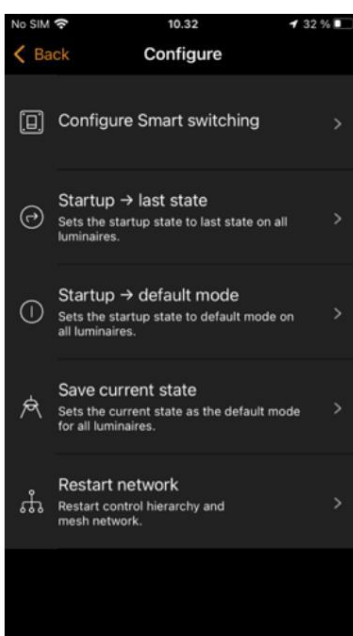 No SIM 10.32 32 %
Back Configure
Configure Smart switching
Startup → last state
Sets the startup state to last state on all
luminaires.
Startup → default mode
Sets the startup state to default mode on
all luminaires.
Save current state
Sets the current state as the default mode
for all luminaires.
Restart network
Restart control hierarchy and
mesh network.